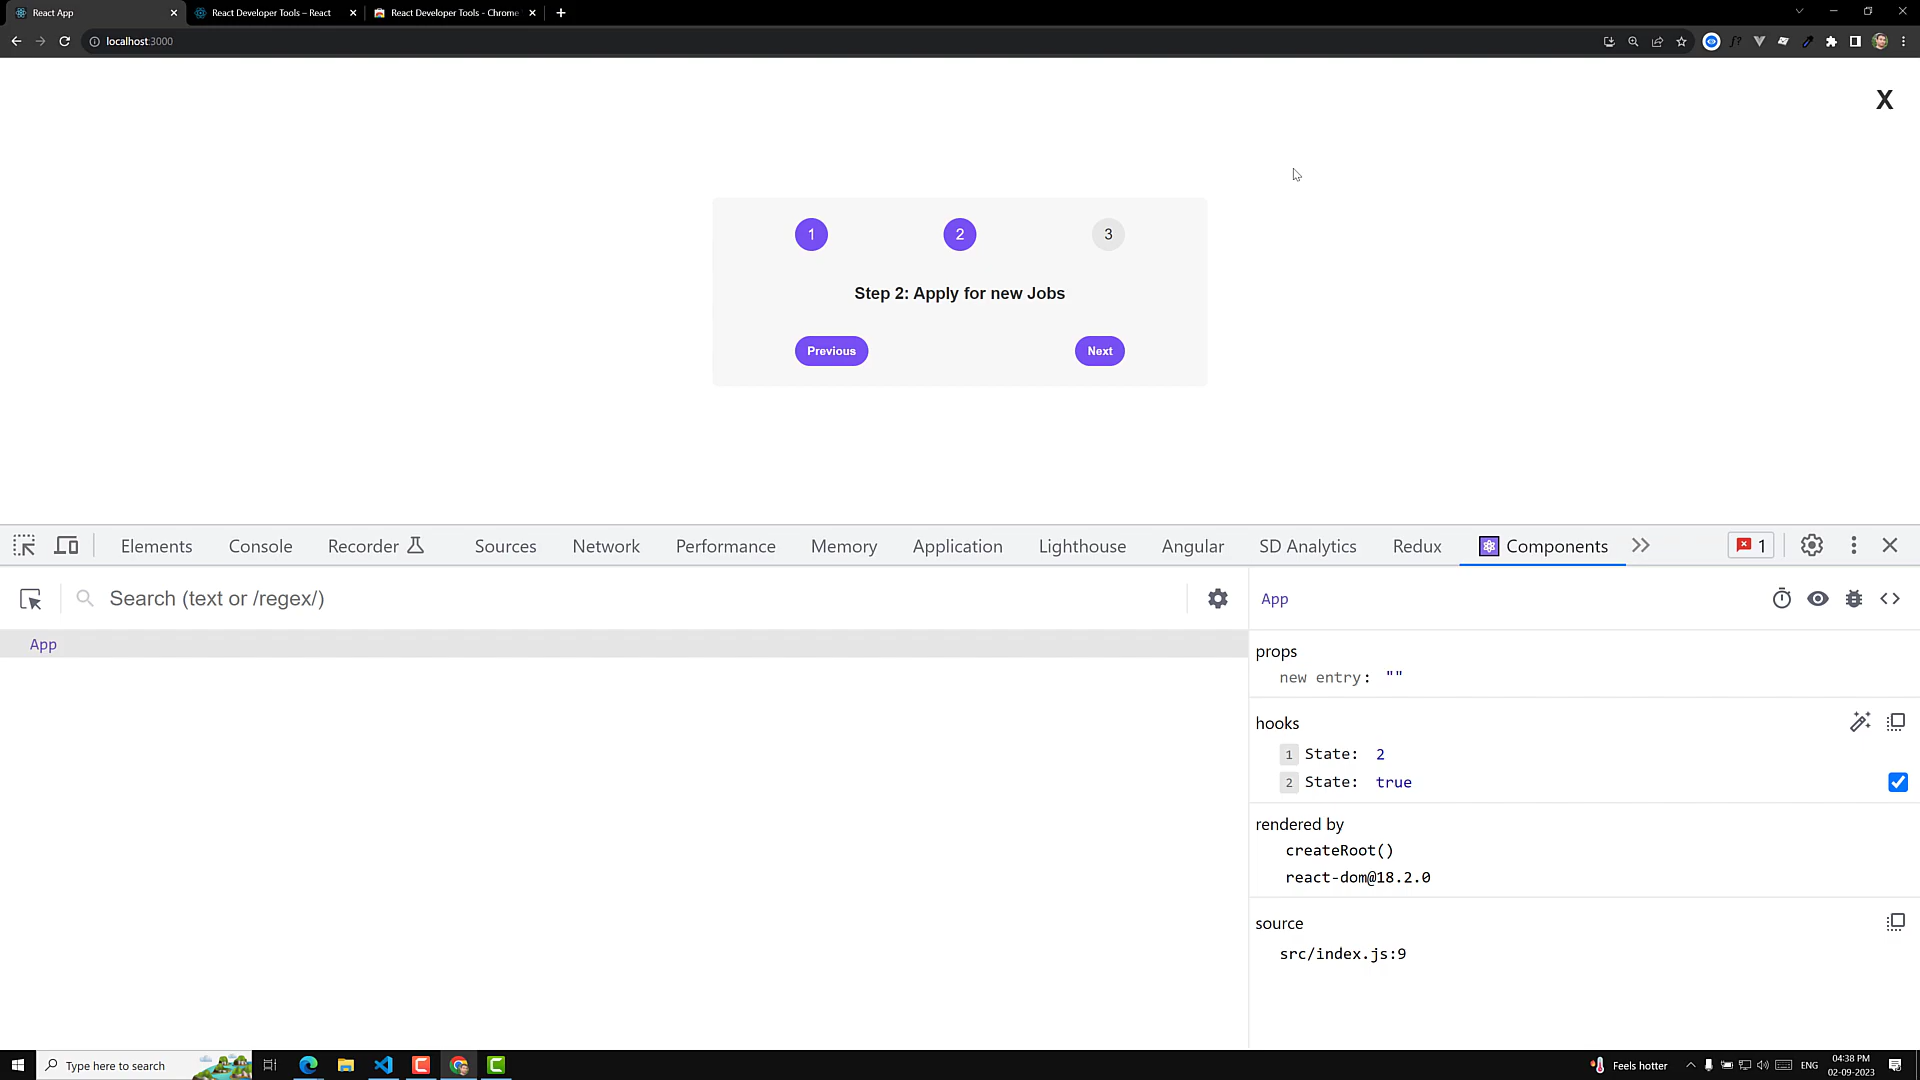 React App
React Developer Tools – React
React Developer Tools - Chrome
localhost:3000
X
1
2
3
Step 2: Apply for new Jobs
Previous
Next
Elements
Console
Recorder
Sources
Network
Performance
Memory
Application
Lighthouse
Angular
SD Analytics
Redux
Components
1
Search (text or /regex/)
App
App
props
new entry: ""
hooks
1 State: 2
2 State: true
rendered by
createRoot()
react-dom@18.2.0
source
src/index.js:9
Type here to search
Feels hotter
ENG
04:38 PM
02-09-2023